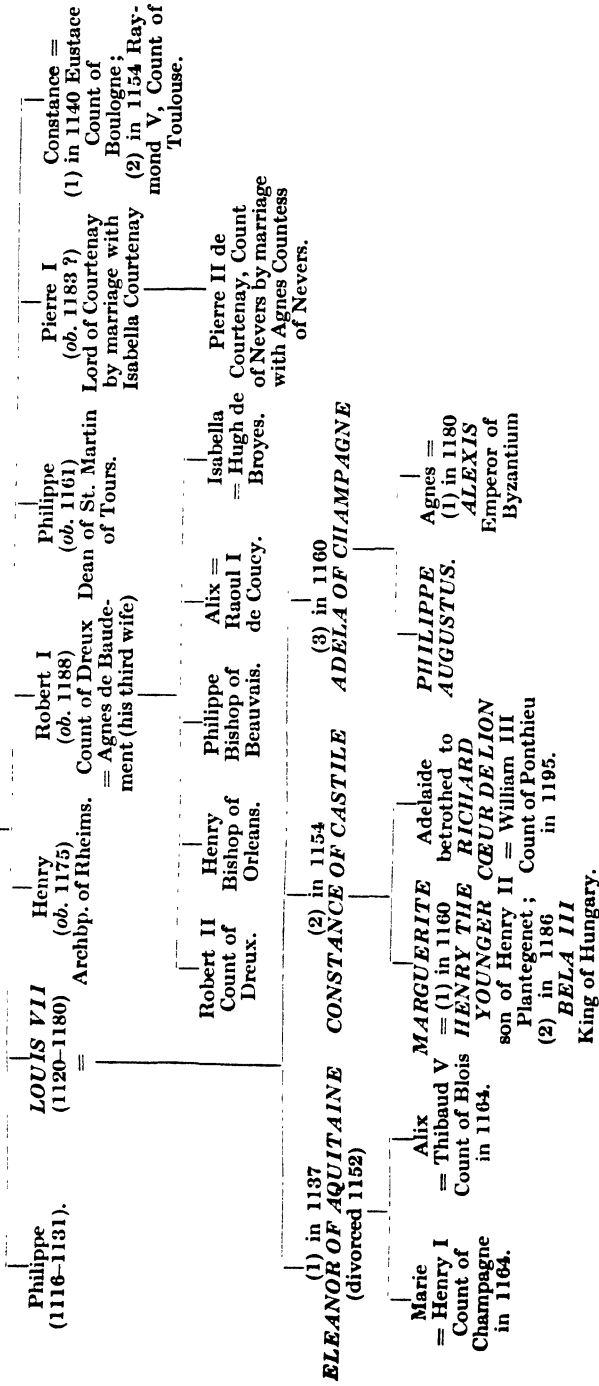 Philippe
(1116–1131).
LOUIS VII
(1120–1180)
=
Henry
(ob. 1175)
Archbp. of Rheims.
Robert I
(ob. 1188)
Count of Dreux
= Agnes de Baude-
ment (his third wife)
Philippe
(ob. 1161)
Dean of St. Martin
of Tours.
Pierre I
(ob. 1183 ?)
Lord of Courtenay
by marriage with
Isabella Courtenay
Constance =
(1) in 1140 Eustace
Count of
Boulogne;
(2) in 1154 Ray-
mond V, Count of
Toulouse.
Robert II
Count of
Dreux.
Henry
Bishop of
Orleans.
Philippe
Bishop of
Beauvais.
Alix =
Raoul I
de Coucy.
Isabella
= Hugh de
Broyes.
Pierre II de
Courtenay, Count
of Nevers by marriage
with Agnes Countess
of Nevers.
(1) in 1137
ELEANOR OF AQUITAINE
(divorced 1152)
(2) in 1154
CONSTANCE OF CASTILE
(3) in 1160
ADELA OF CHAMPAGNE
Marie
= Henry I
Count of
Champagne
in 1164.
Alix
= Thibaud V
Count of Blois
in 1164.
MARGUERITE
= (1) in 1160
HENRY THE
YOUNGER
son of Henry II
Plantegenet;
(2) in 1186
BELA III
King of Hungary.
Adelaide
betrothed to
RICHARD
CŒUR DE LION
= William III
Count of Ponthieu
in 1195.
PHILIPPE
AUGUSTUS.
Agnes =
(1) in 1180
ALEXIS
Emperor of
Byzantium